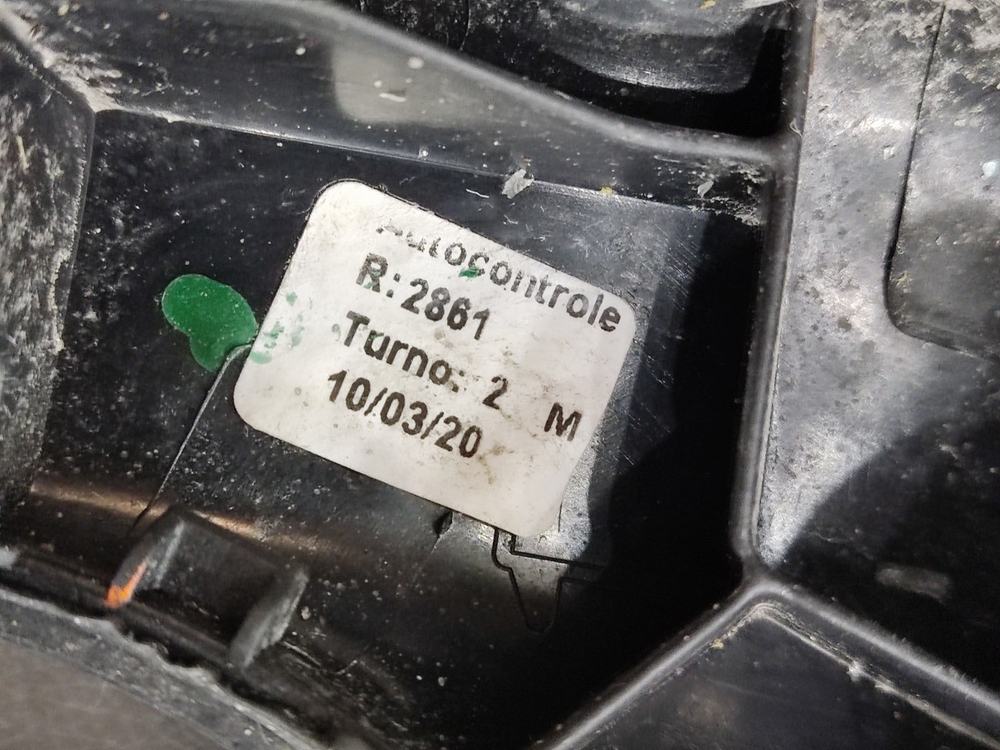 Autocontrole
R: 2861
Turno: 2 M
10/03/20